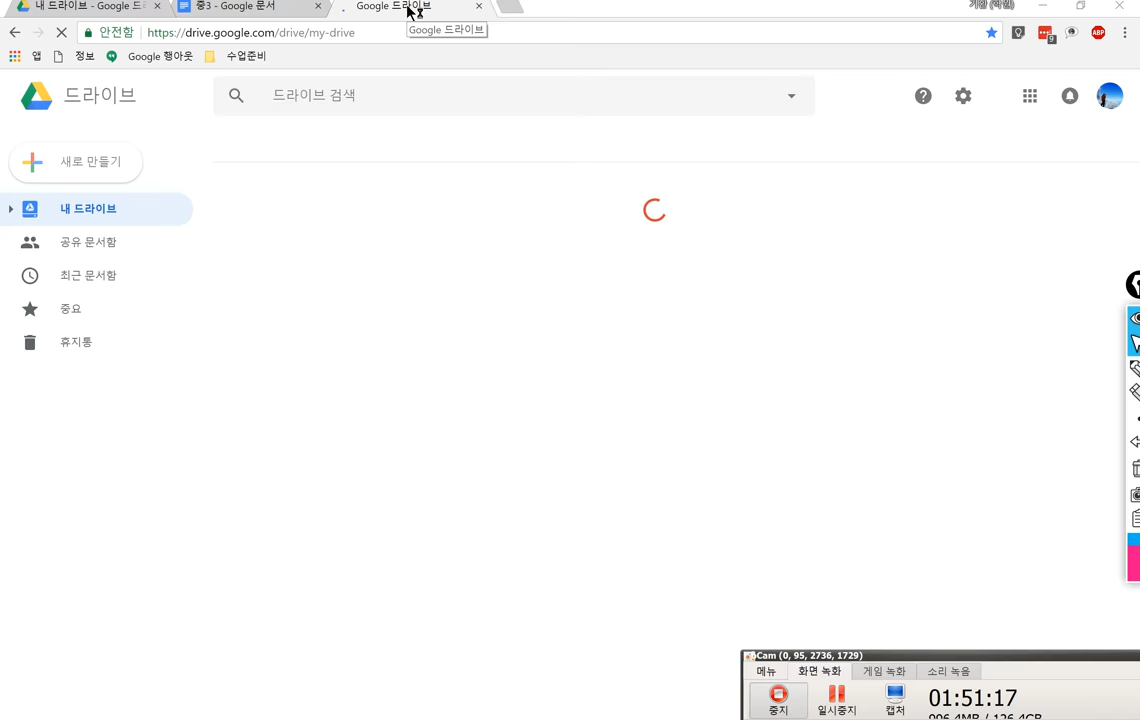 내 드라이브 - Google 드
중3 - Google 문서
Google 드라이브
안전함
https://drive.google.com/drive/my-drive
Google 드라이브
9
ABP
앱
정보
Google 행아웃
수업준비
드라이브
드라이브 검색
새로 만들기
내 드라이브
공유 문서함
최근 문서함
중요
휴지통
Cam (0, 95, 2736, 1729)
메뉴
화면 녹화
게임 녹화
소리 녹음
중지
일시중지
캡처
01:51:17